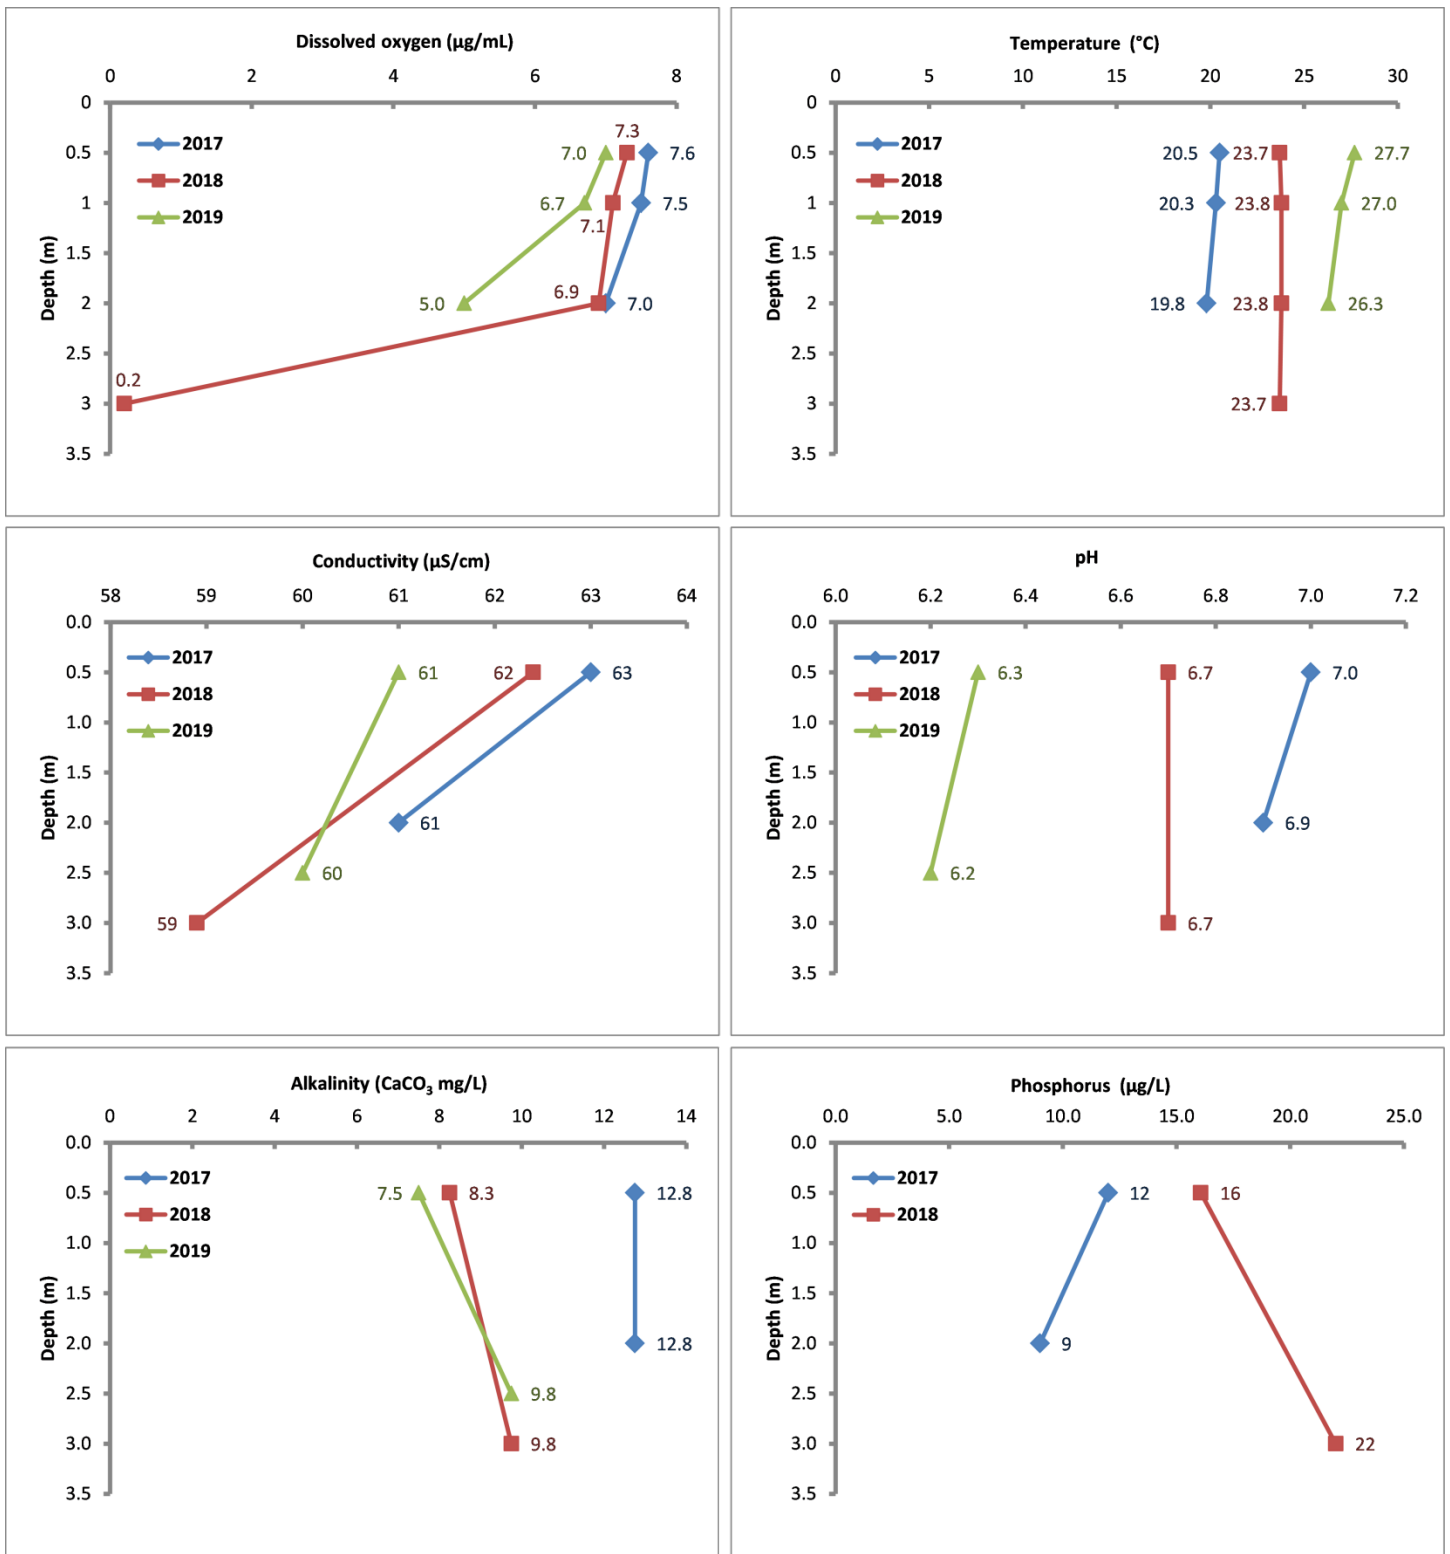 Dissolved oxygen (µg/mL)
0 2 4 6 8
0
0.5
1
1.5
2
2.5
3
3.5
Depth (m)
2017
2018
2019
7.0 7.3 7.6
6.7 7.1 7.5
5.0 6.9 7.0
0.2
Temperature (°C)
0 5 10 15 20 25 30
0
0.5
1
1.5
2
2.5
3
3.5
Depth (m)
2017
2018
2019
20.5 23.7 27.7
20.3 23.8 27.0
19.8 23.8 26.3
23.7
Conductivity (µS/cm)
58 59 60 61 62 63 64
0.0
0.5
1.0
1.5
2.0
2.5
3.0
3.5
Depth (m)
2017
2018
2019
61 62 63
61
60
59
pH
6.0 6.2 6.4 6.6 6.8 7.0 7.2
0.0
0.5
1.0
1.5
2.0
2.5
3.0
3.5
Depth (m)
2017
2018
2019
6.3 6.7 7.0
6.9
6.2
6.7
Alkalinity (CaCO₃ mg/L)
0 2 4 6 8 10 12 14
0.0
0.5
1.0
1.5
2.0
2.5
3.0
3.5
Depth (m)
2017
2018
2019
7.5 8.3 12.8
12.8
9.8
9.8
Phosphorus (µg/L)
0.0 5.0 10.0 15.0 20.0 25.0
0.0
0.5
1.0
1.5
2.0
2.5
3.0
3.5
Depth (m)
2017
2018
12 16
9
22